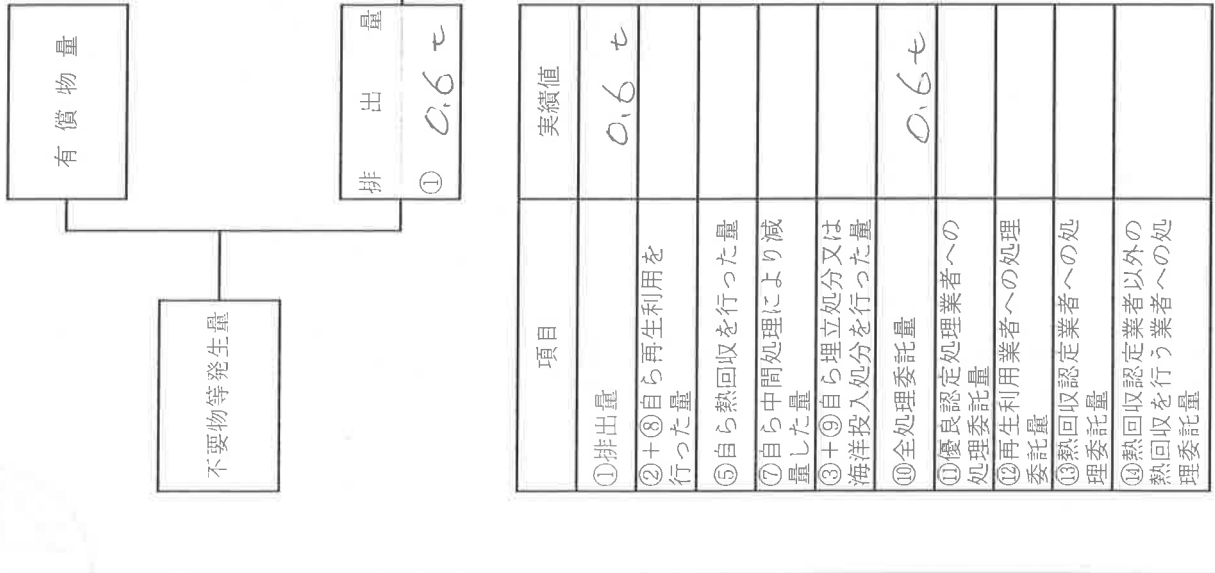 不要物等発生量
有償物量
排出量
① 0.6 t
項目 実績値
①排出量 0.6 t
②+⑧自ら再生利用を
行った量
⑤自ら熱回収を行った量
⑦自ら中間処理により減
量した量
③+⑨自ら埋立処分又は
海洋投入処分を行った量
⑩全処理委託量 0.6 t
⑪優良認定処理業者への
処理委託量
⑫再生利用業者への処理
委託量
⑬熱回収認定業者への処
理委託量
⑭熱回収認定業者以外の
熱回収を行う業者への処
理委託量